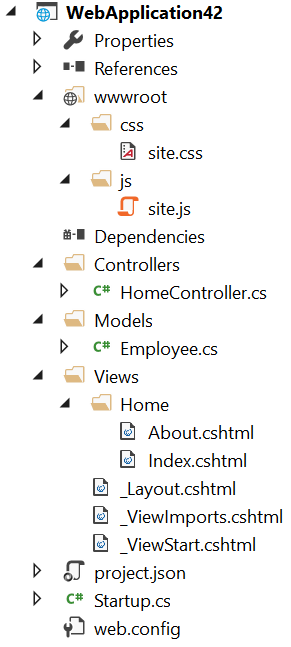 WebApplication42
Properties
References
wwwroot
css
site.css
js
site.js
Dependencies
Controllers
C# HomeController.cs
Models
C# Employee.cs
Views
Home
About.cshtml
Index.cshtml
_Layout.cshtml
_ViewImports.cshtml
_ViewStart.cshtml
project.json
C# Startup.cs
web.config